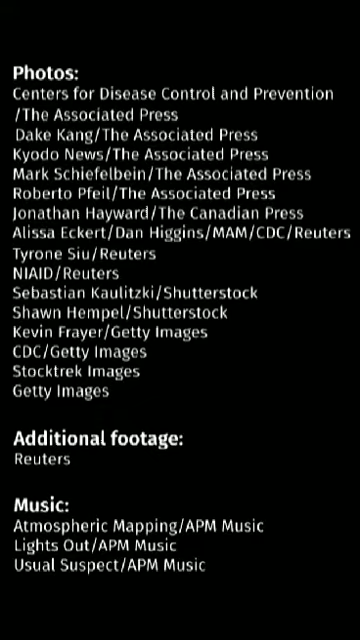 Photos:
Centers for Disease Control and Prevention
/The Associated Press
Dake Kang/The Associated Press
Kyodo News/The Associated Press
Mark Schiefelbein/The Associated Press
Roberto Pfeil/The Associated Press
Jonathan Hayward/The Canadian Press
Alissa Eckert/Dan Higgins/MAM/CDC/Reuters
Tyrone Siu/Reuters
NIAID/Reuters
Sebastian Kaulitzki/Shutterstock
Shawn Hempel/Shutterstock
Kevin Frayer/Getty Images
CDC/Getty Images
Stocktrek Images
Getty Images
Additional footage:
Reuters
Music:
Atmospheric Mapping/APM Music
Lights Out/APM Music
Usual Suspect/APM Music